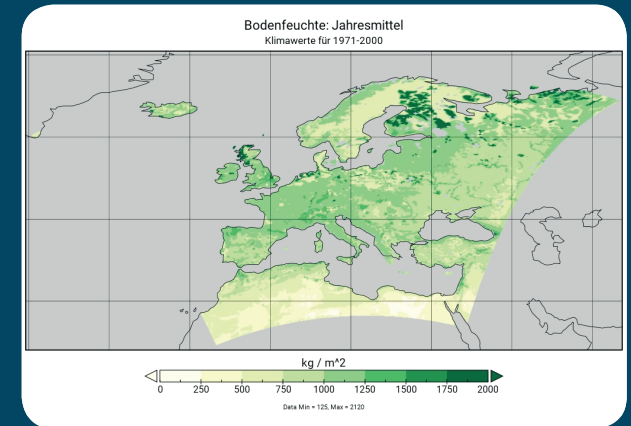 Bodenfeuchte: Jahresmittel
Klimawerte für 1971-2000
kg / m^2
0 250 500 750 1000 1250 1500 1750 2000
Data Min = 125, Max = 2120